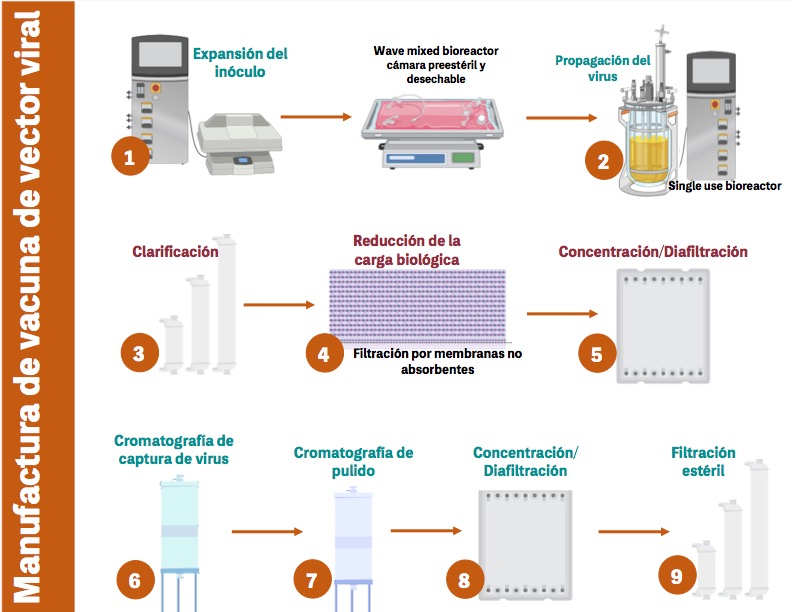 Manufactura de vacuna de vector viral
Expansión del
inóculo
1
Wave mixed bioreactor
cámara preestéril y
desechable
Propagación del
virus
2
Single use bioreactor
Clarificación
3
Reducción de la
carga biológica
4
Filtración por membranas no
absorbentes
Concentración/Diafiltración
5
Cromatografía de
captura de virus
6
Cromatografía de
pulido
7
Concentración/
Diafiltración
8
Filtración
estéril
9